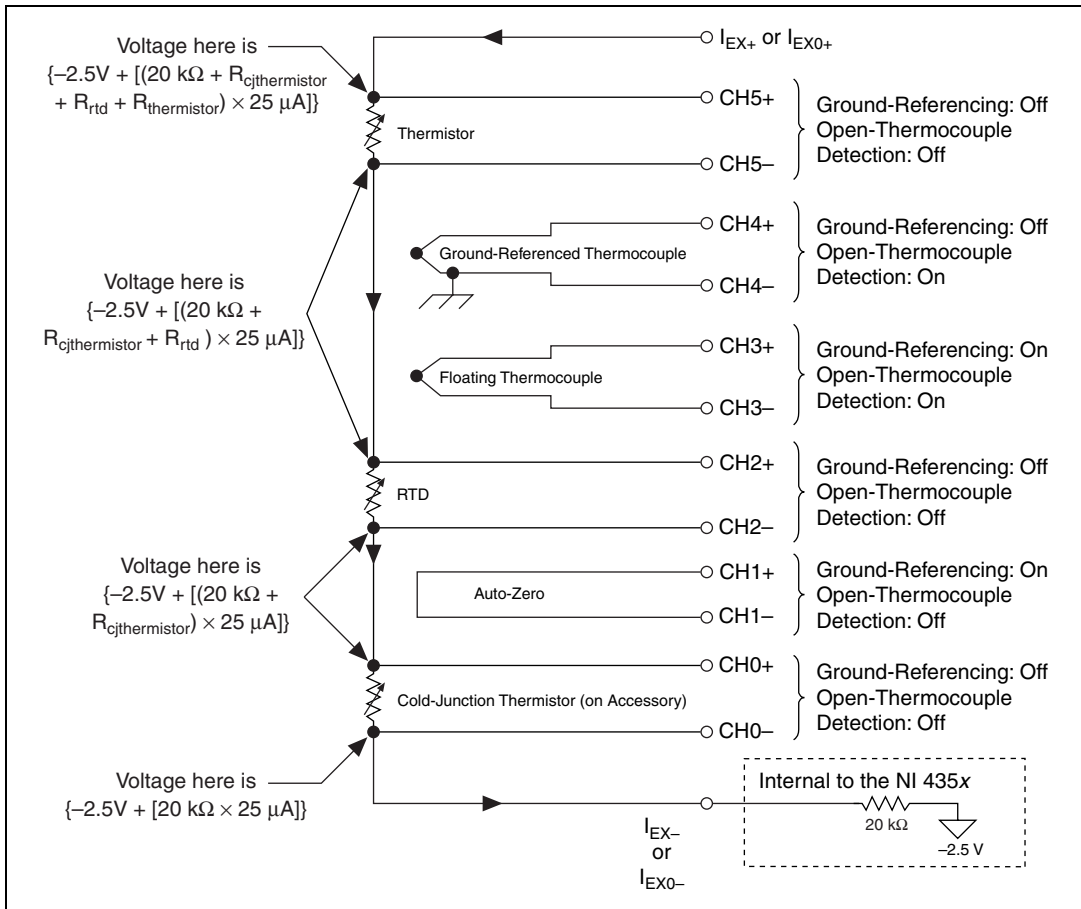 Voltage here is
{–2.5V + [(20 kΩ + Rcjthermistor
+ Rrtd + Rthermistor) × 25 µA]}
IEX+ or IEX0+
CH5+
Thermistor
CH5–
Ground-Referencing: Off
Open-Thermocouple
Detection: Off
CH4+
Ground-Referenced Thermocouple
CH4–
Ground-Referencing: Off
Open-Thermocouple
Detection: On
Voltage here is
{–2.5V + [(20 kΩ +
Rcjthermistor + Rrtd ) × 25 µA]}
CH3+
Floating Thermocouple
CH3–
Ground-Referencing: On
Open-Thermocouple
Detection: On
CH2+
RTD
CH2–
Ground-Referencing: Off
Open-Thermocouple
Detection: Off
Voltage here is
{–2.5V + [(20 kΩ +
Rcjthermistor) × 25 µA]}
CH1+
Auto-Zero
CH1–
Ground-Referencing: On
Open-Thermocouple
Detection: Off
CH0+
Cold-Junction Thermistor (on Accessory)
CH0–
Ground-Referencing: Off
Open-Thermocouple
Detection: Off
Voltage here is
{–2.5V + [20 kΩ × 25 µA]}
IEX–
or
IEX0–
Internal to the NI 435x
20 kΩ
–2.5 V